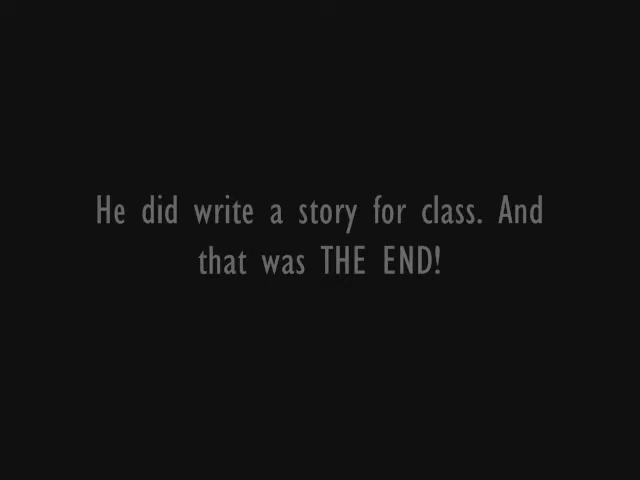 He did write a story for class. And
that was THE END!